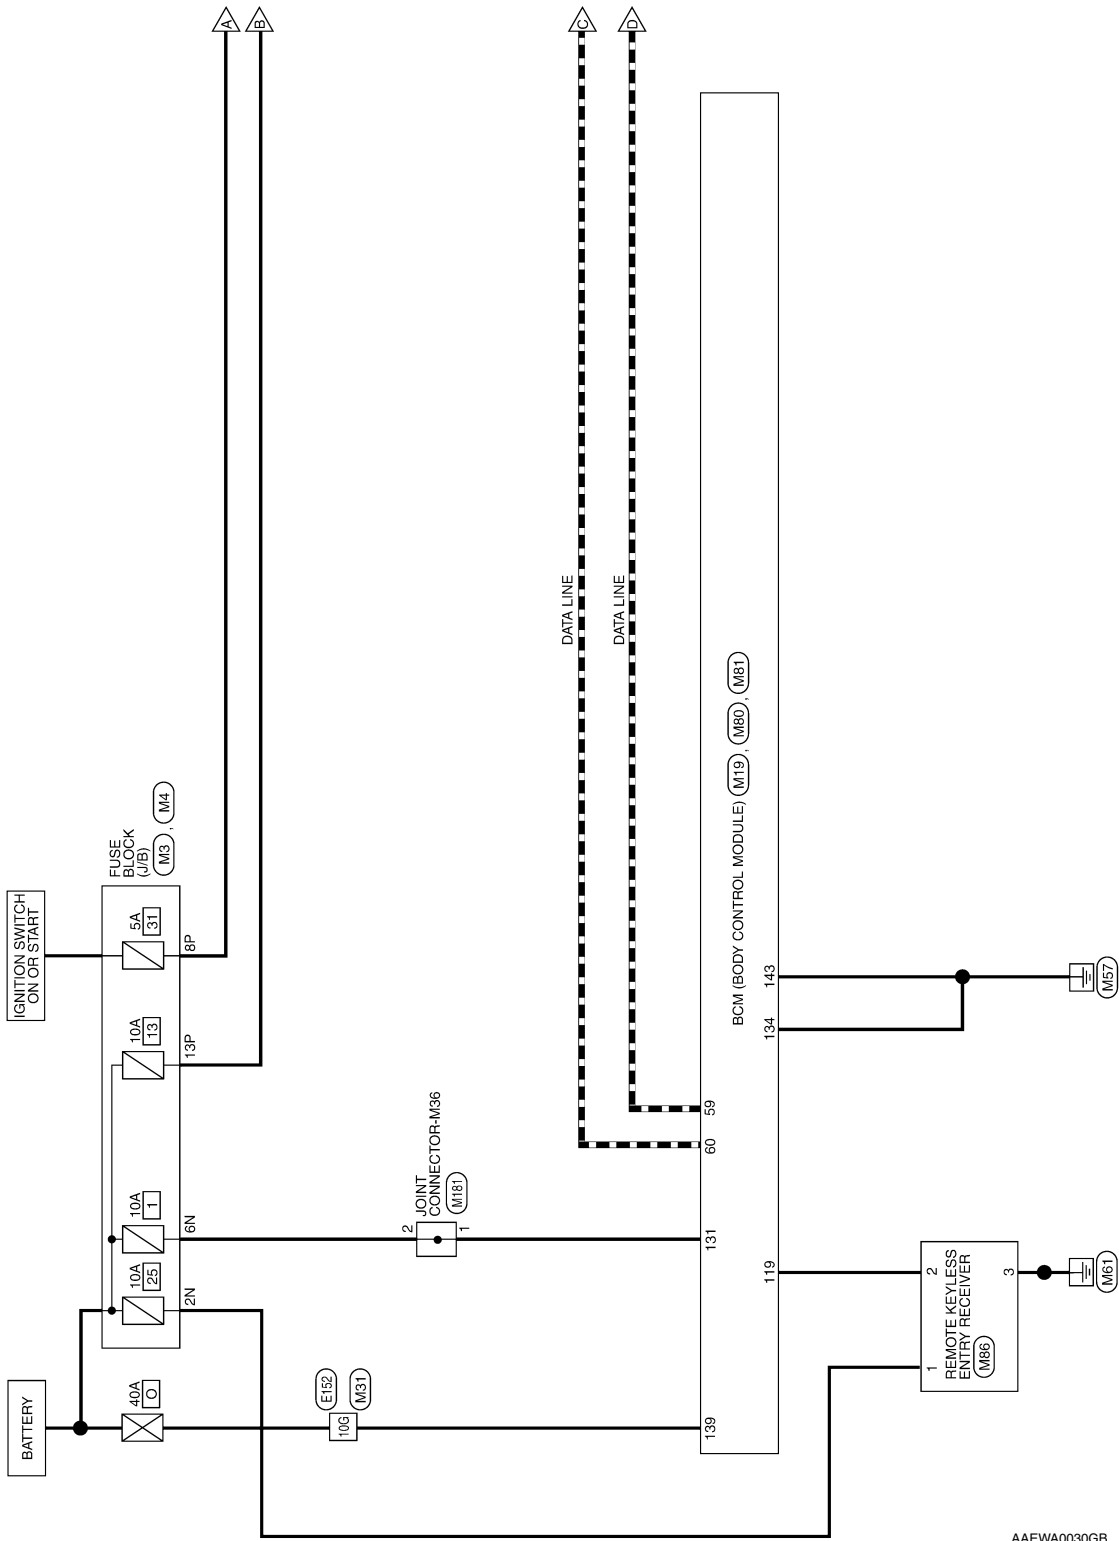 A
B
C
D
DATA LINE
DATA LINE
BATTERY
IGNITION SWITCH
ON OR START
FUSE
BLOCK
(J/B)
M3 , M4
40A
O
10A
25
10A
1
10A
13
5A
31
2N
6N
13P
8P
E152
M31
10G
JOINT
CONNECTOR-M36
M181
2
1
139
131
60
59
BCM (BODY CONTROL MODULE) M19 , M80 , M81
119
134
143
1
2
3
REMOTE KEYLESS
ENTRY RECEIVER
M86
M61
M57
AAEWA0030GB